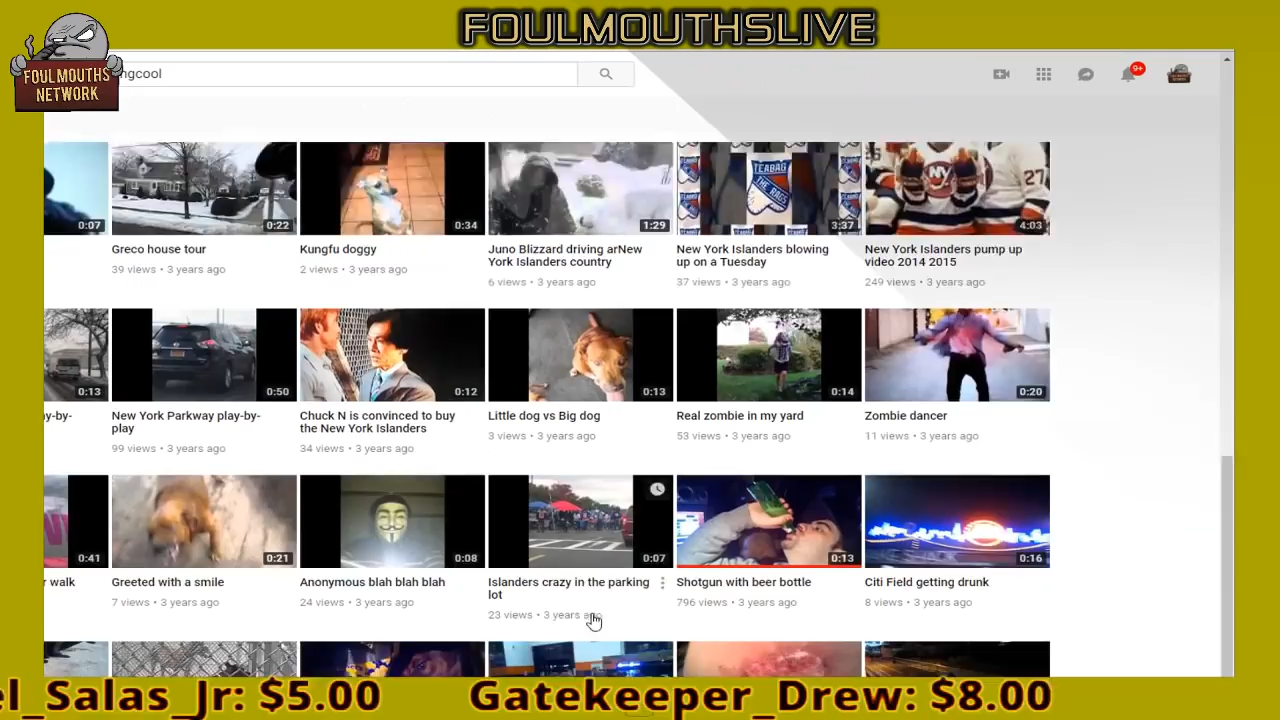 FOULMOUTHSLIVE
FOULMOUTHS
NETWORK
ngcool
9+
0:07
0:22
0:34
1:29
TEABAG
THE RAGS
3:37
NY
27
4:03
Greco house tour
39 views • 3 years ago
Kungfu doggy
2 views • 3 years ago
Juno Blizzard driving arNew
York Islanders country
6 views • 3 years ago
New York Islanders blowing
up on a Tuesday
37 views • 3 years ago
New York Islanders pump up
video 2014 2015
249 views • 3 years ago
0:13
0:50
0:12
0:13
0:14
0:20
ny-by-
New York Parkway play-by-
play
99 views • 3 years ago
Chuck N is convinced to buy
the New York Islanders
34 views • 3 years ago
Little dog vs Big dog
3 views • 3 years ago
Real zombie in my yard
53 views • 3 years ago
Zombie dancer
11 views • 3 years ago
0:41
0:21
0:08
0:07
0:13
0:16
r walk
Greeted with a smile
7 views • 3 years ago
Anonymous blah blah blah
24 views • 3 years ago
Islanders crazy in the parking
lot
23 views • 3 years ago
Shotgun with beer bottle
796 views • 3 years ago
Citi Field getting drunk
8 views • 3 years ago
el_Salas_Jr: $5.00 Gatekeeper_Drew: $8.00